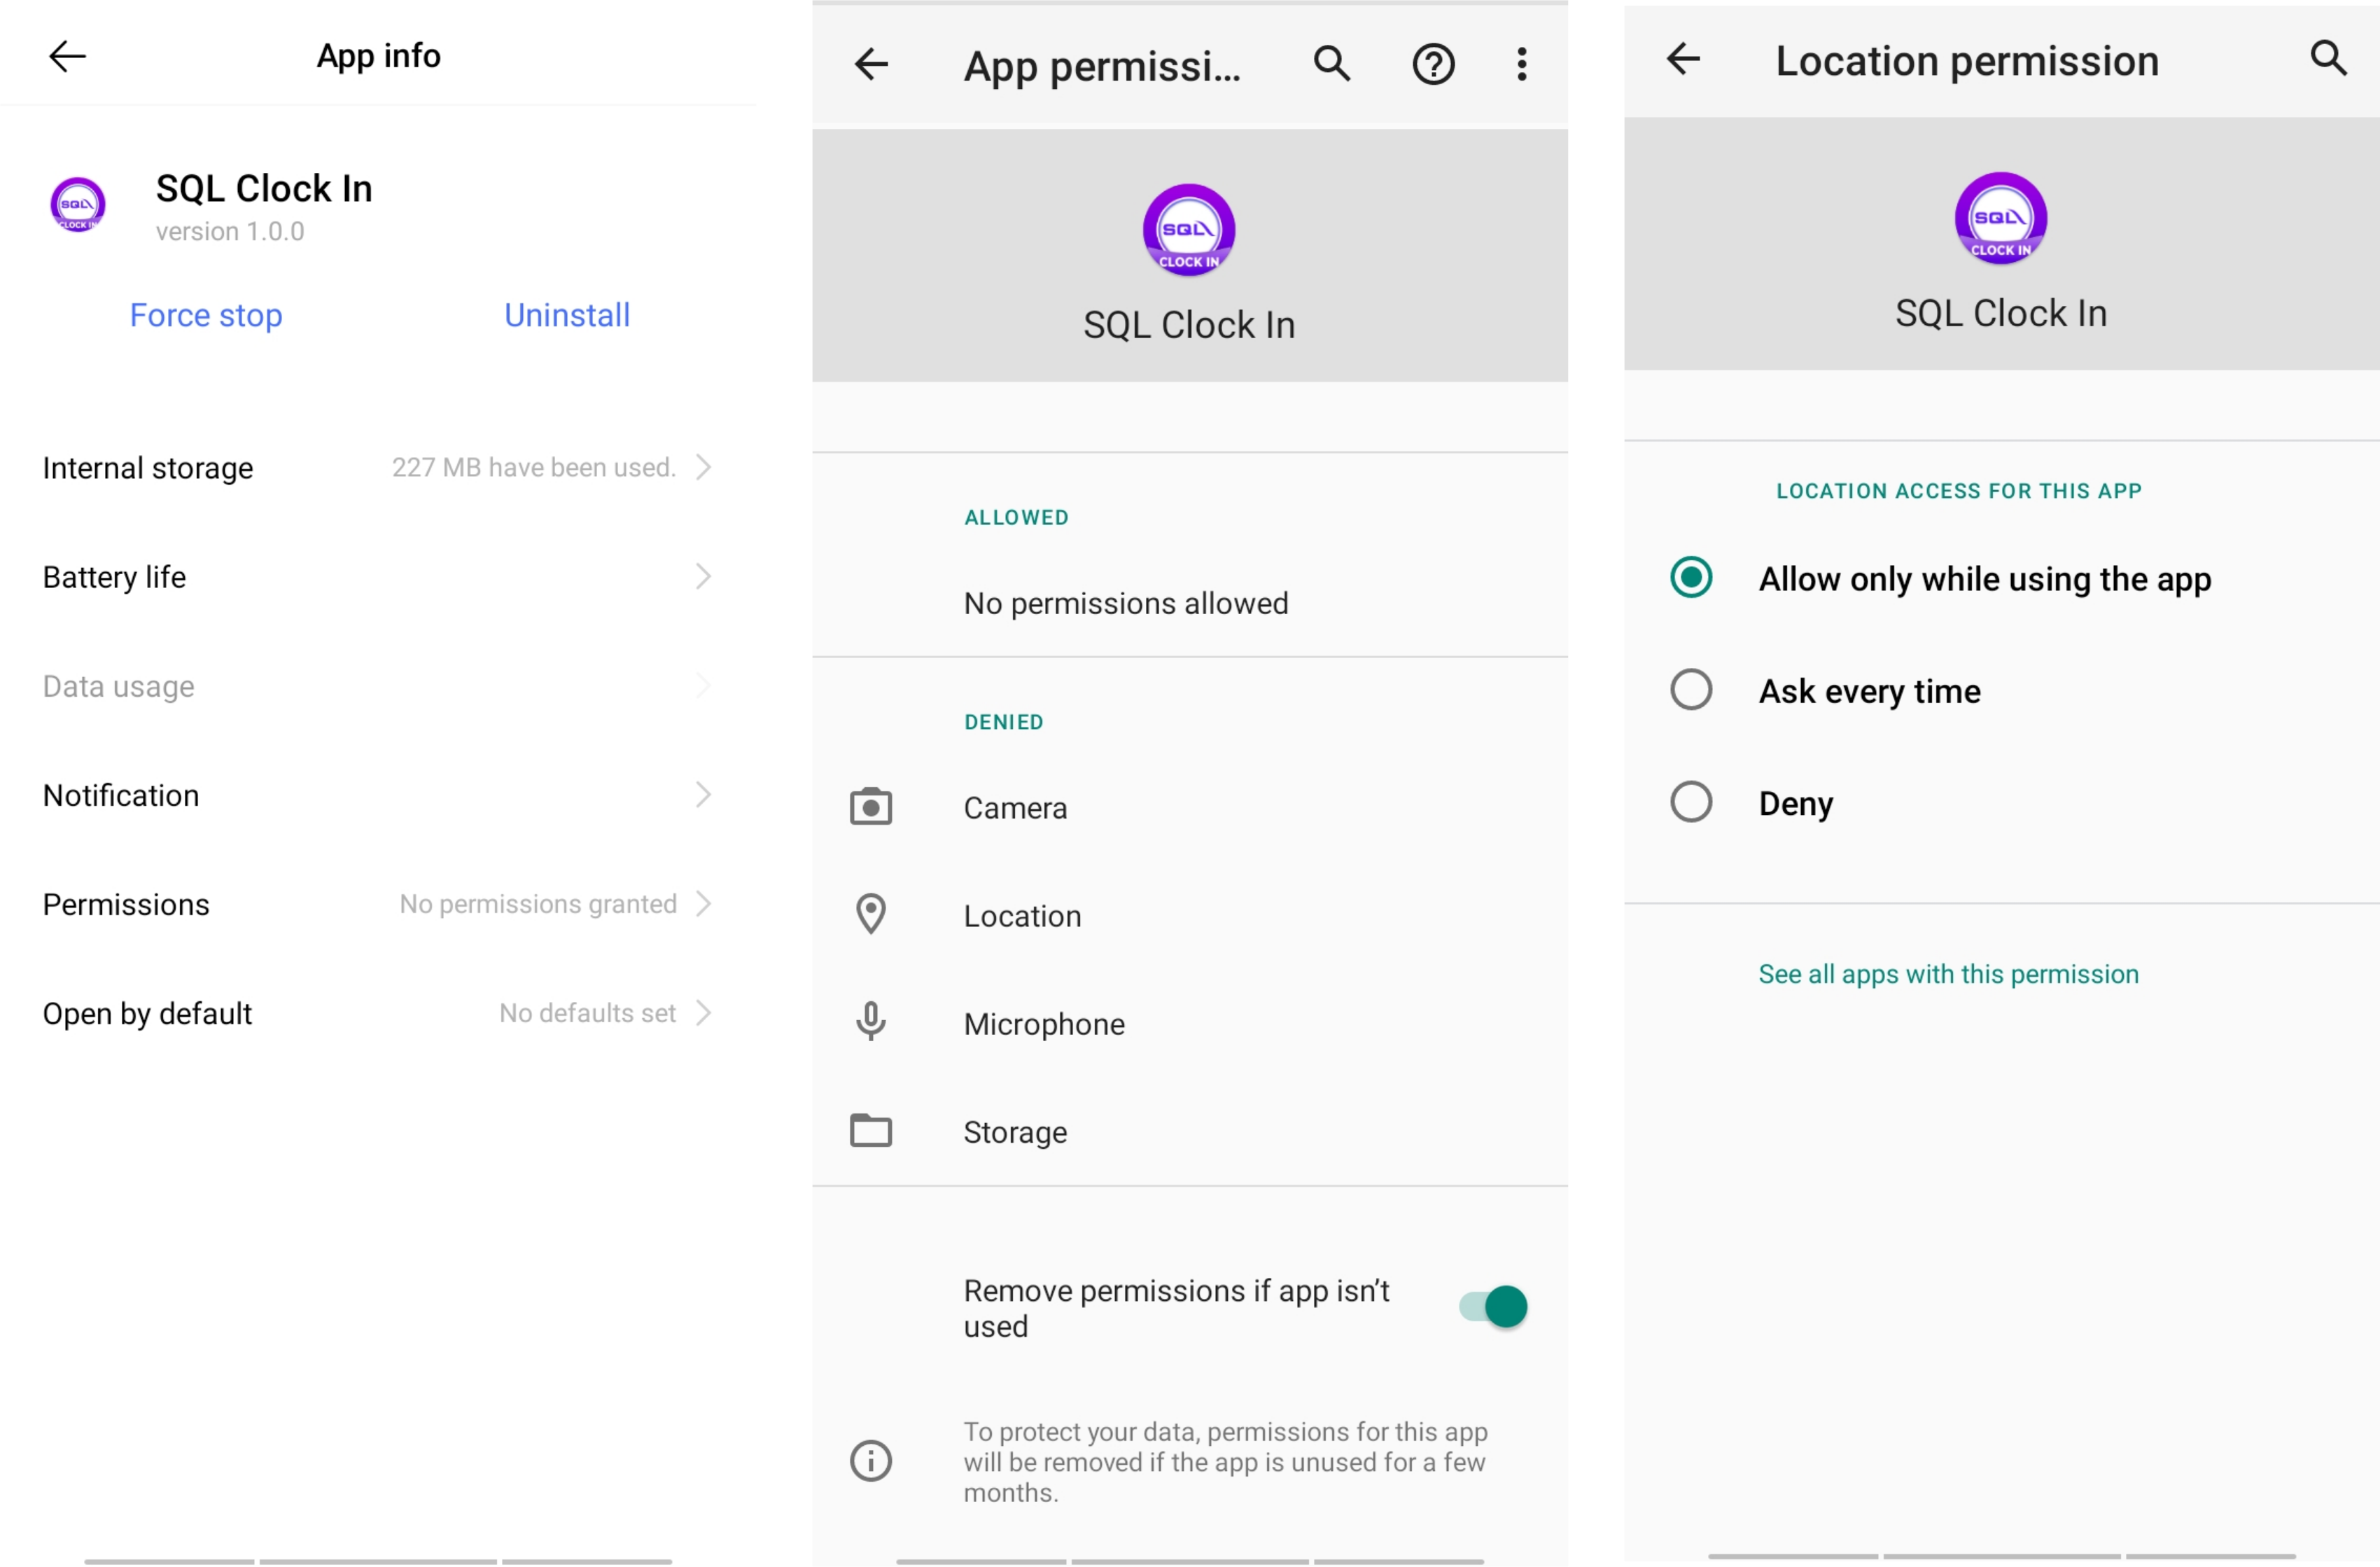 App info
SQL
CLOCK IN
SQL Clock In
version 1.0.0
Force stop Uninstall
Internal storage 227 MB have been used.
Battery life
Data usage
Notification
Permissions No permissions granted
Open by default No defaults set
App permissi...
SQL
CLOCK IN
SQL Clock In
ALLOWED
No permissions allowed
DENIED
Camera
Location
Microphone
Storage
Remove permissions if app isn’t
used
To protect your data, permissions for this app
will be removed if the app is unused for a few
months.
Location permission
SQL
CLOCK IN
SQL Clock In
LOCATION ACCESS FOR THIS APP
Allow only while using the app
Ask every time
Deny
See all apps with this permission